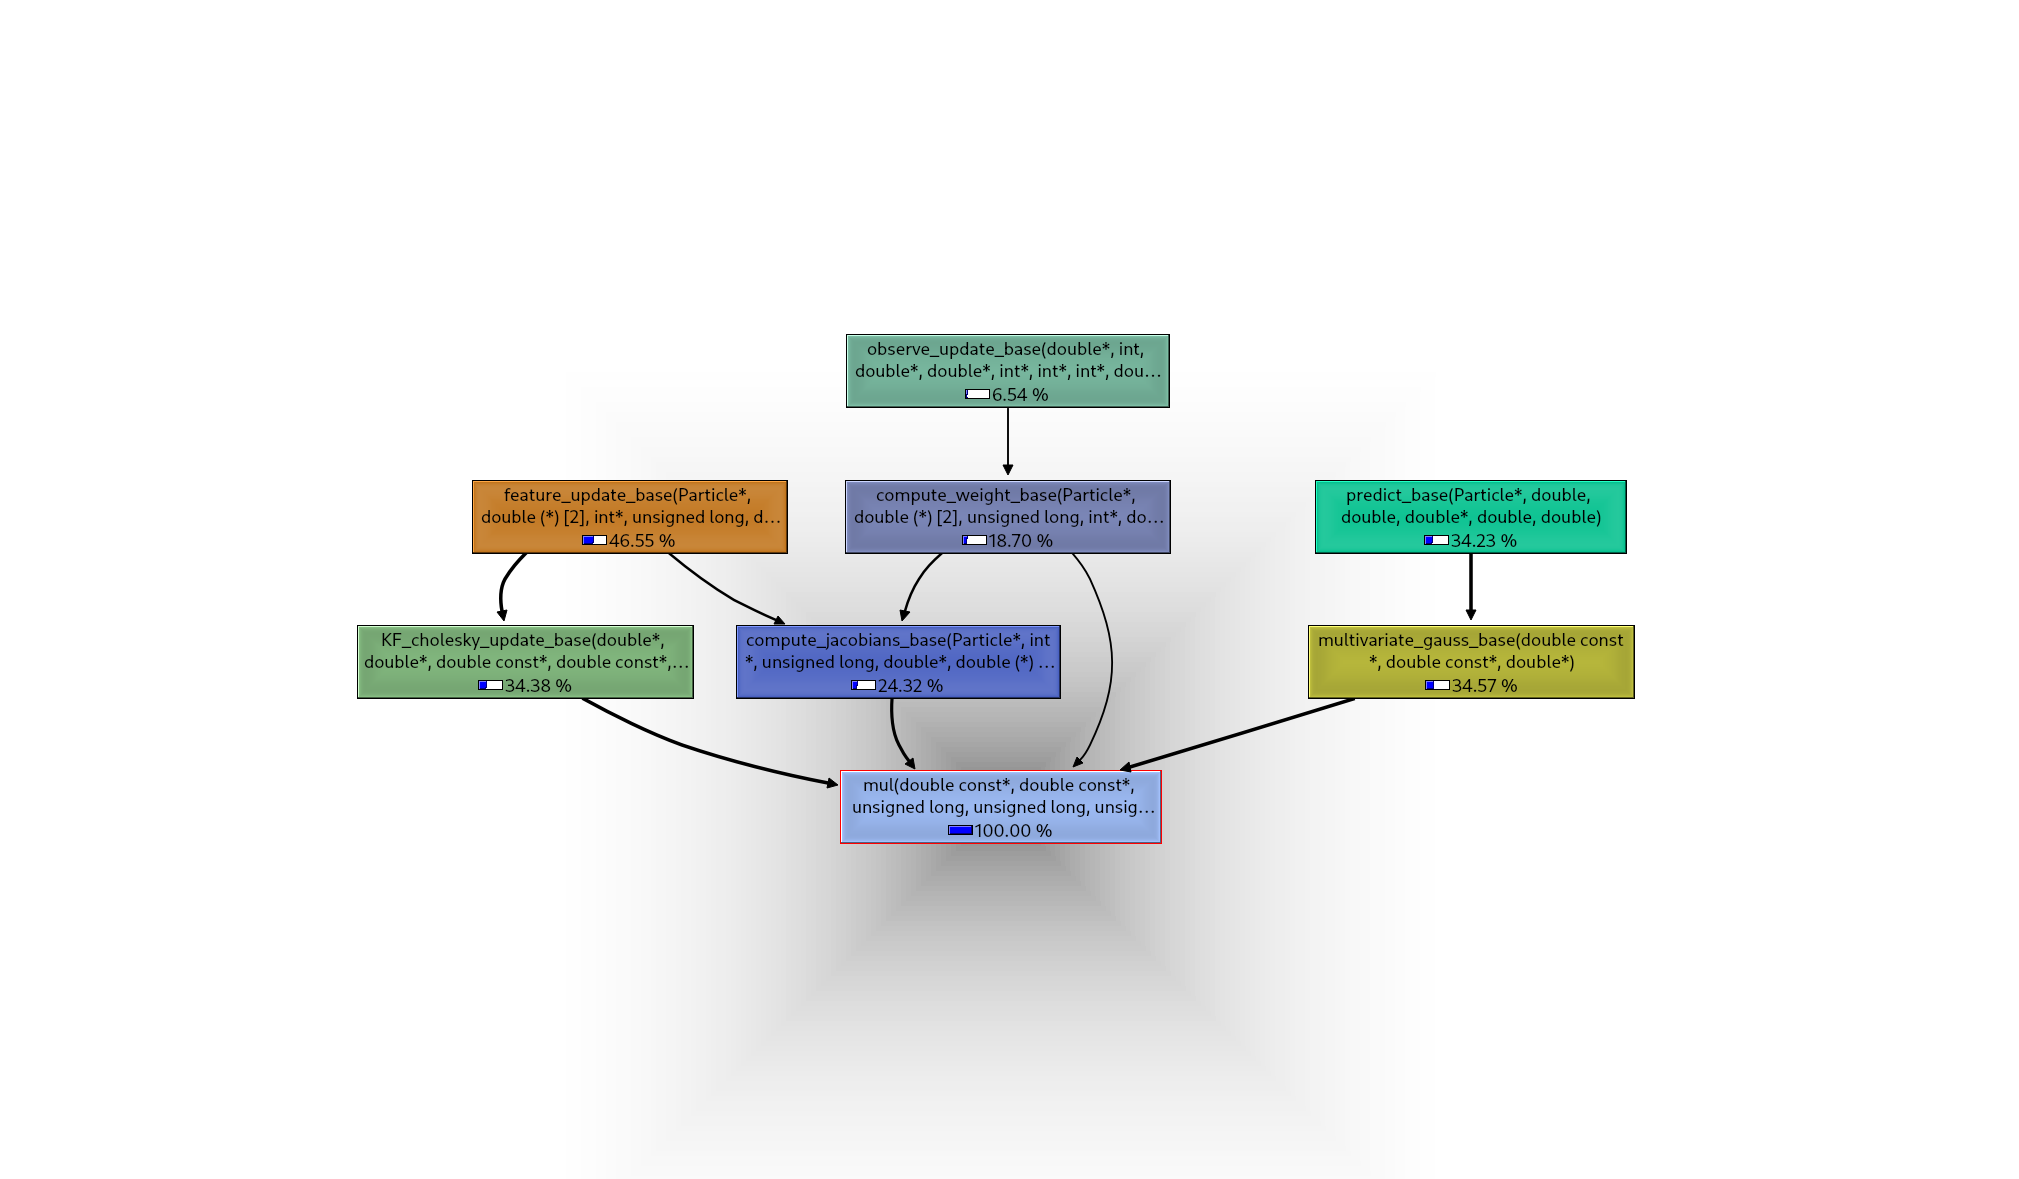 observe_update_base(double*, int,
double*, double*, int*, int*, int*, dou...
6.54 %
feature_update_base(Particle*,
double (*) [2], int*, unsigned long, d...
46.55 %
compute_weight_base(Particle*,
double (*) [2], unsigned long, int*, do...
18.70 %
predict_base(Particle*, double,
double, double*, double, double)
34.23 %
KF_cholesky_update_base(double*,
double*, double const*, double const*,...
34.38 %
compute_jacobians_base(Particle*, int
*, unsigned long, double*, double (*) ...
24.32 %
multivariate_gauss_base(double const
*, double const*, double*)
34.57 %
mul(double const*, double const*,
unsigned long, unsigned long, unsig...
100.00 %